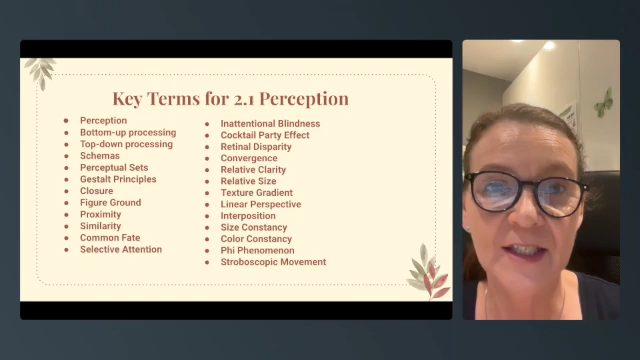 Key Terms for 2.1 Perception
• Perception
• Bottom-up processing
• Top-down processing
• Schemas
• Perceptual Sets
• Gestalt Principles
• Closure
• Figure Ground
• Proximity
• Similarity
• Common Fate
• Selective Attention
• Inattentional Blindness
• Cocktail Party Effect
• Retinal Disparity
• Convergence
• Relative Clarity
• Relative Size
• Texture Gradient
• Linear Perspective
• Interposition
• Size Constancy
• Color Constancy
• Phi Phenomenon
• Stroboscopic Movement